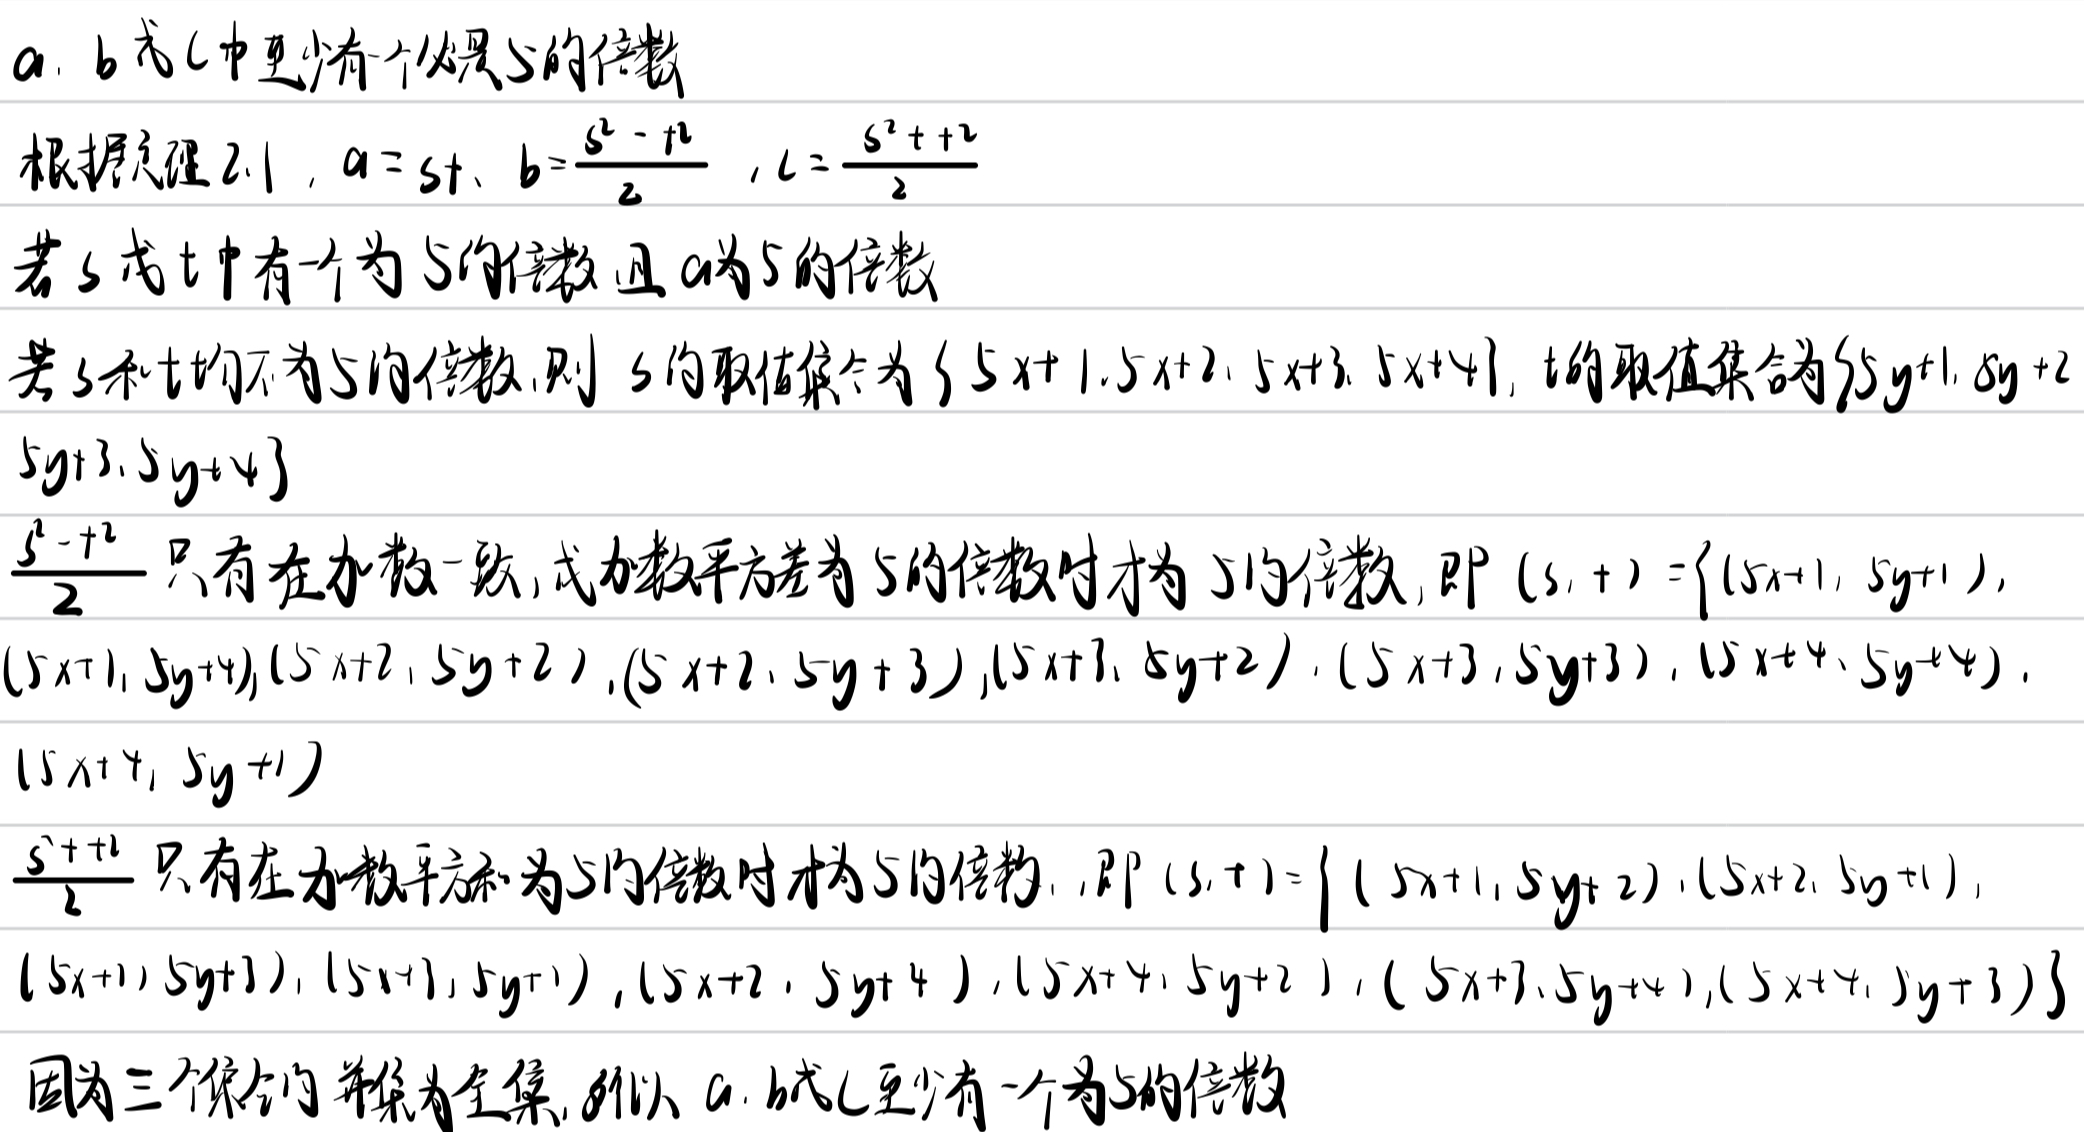 a. b或c中至少有一个必是5的倍数
根据定理2.1，a=st、b=\frac{s²-t²}{2}，c=\frac{s²+t²}{2}
若s或t中有一个为5的倍数且a为5的倍数
若s和t均不为5的倍数,则 s的取值集合为{5x+1、5x+2、5x+3、5x+4}，t的取值集合为{5y+1、5y+2
5y+3、5y+4}
\frac{s²-t²}{2} 只有在加数一致,或加数平方差为5的倍数时才为5的倍数,即(s,t)={(5x+1,5y+1),
(5x+1,5y+4),(5x+2,5y+2),(5x+2、5y+3),(5x+3、5y+2),(5x+3,5y+3),(5x+4、5y+4),
(5x+4,5y+1)
\frac{s²+t²}{2} 只有在加数平方和为5的倍数时才为5的倍数,即(s,t)={(5x+1,5y+2),(5x+2、5y+1),
(5x+1,5y+3),(5x+3,5y+1),(5x+2,5y+4),(5x+4,5y+2),(5x+3、5y+4),(5x+4,5y+3)}
因为三个集合的并集为全集,所以 a. b或c至少有一个为5的倍数